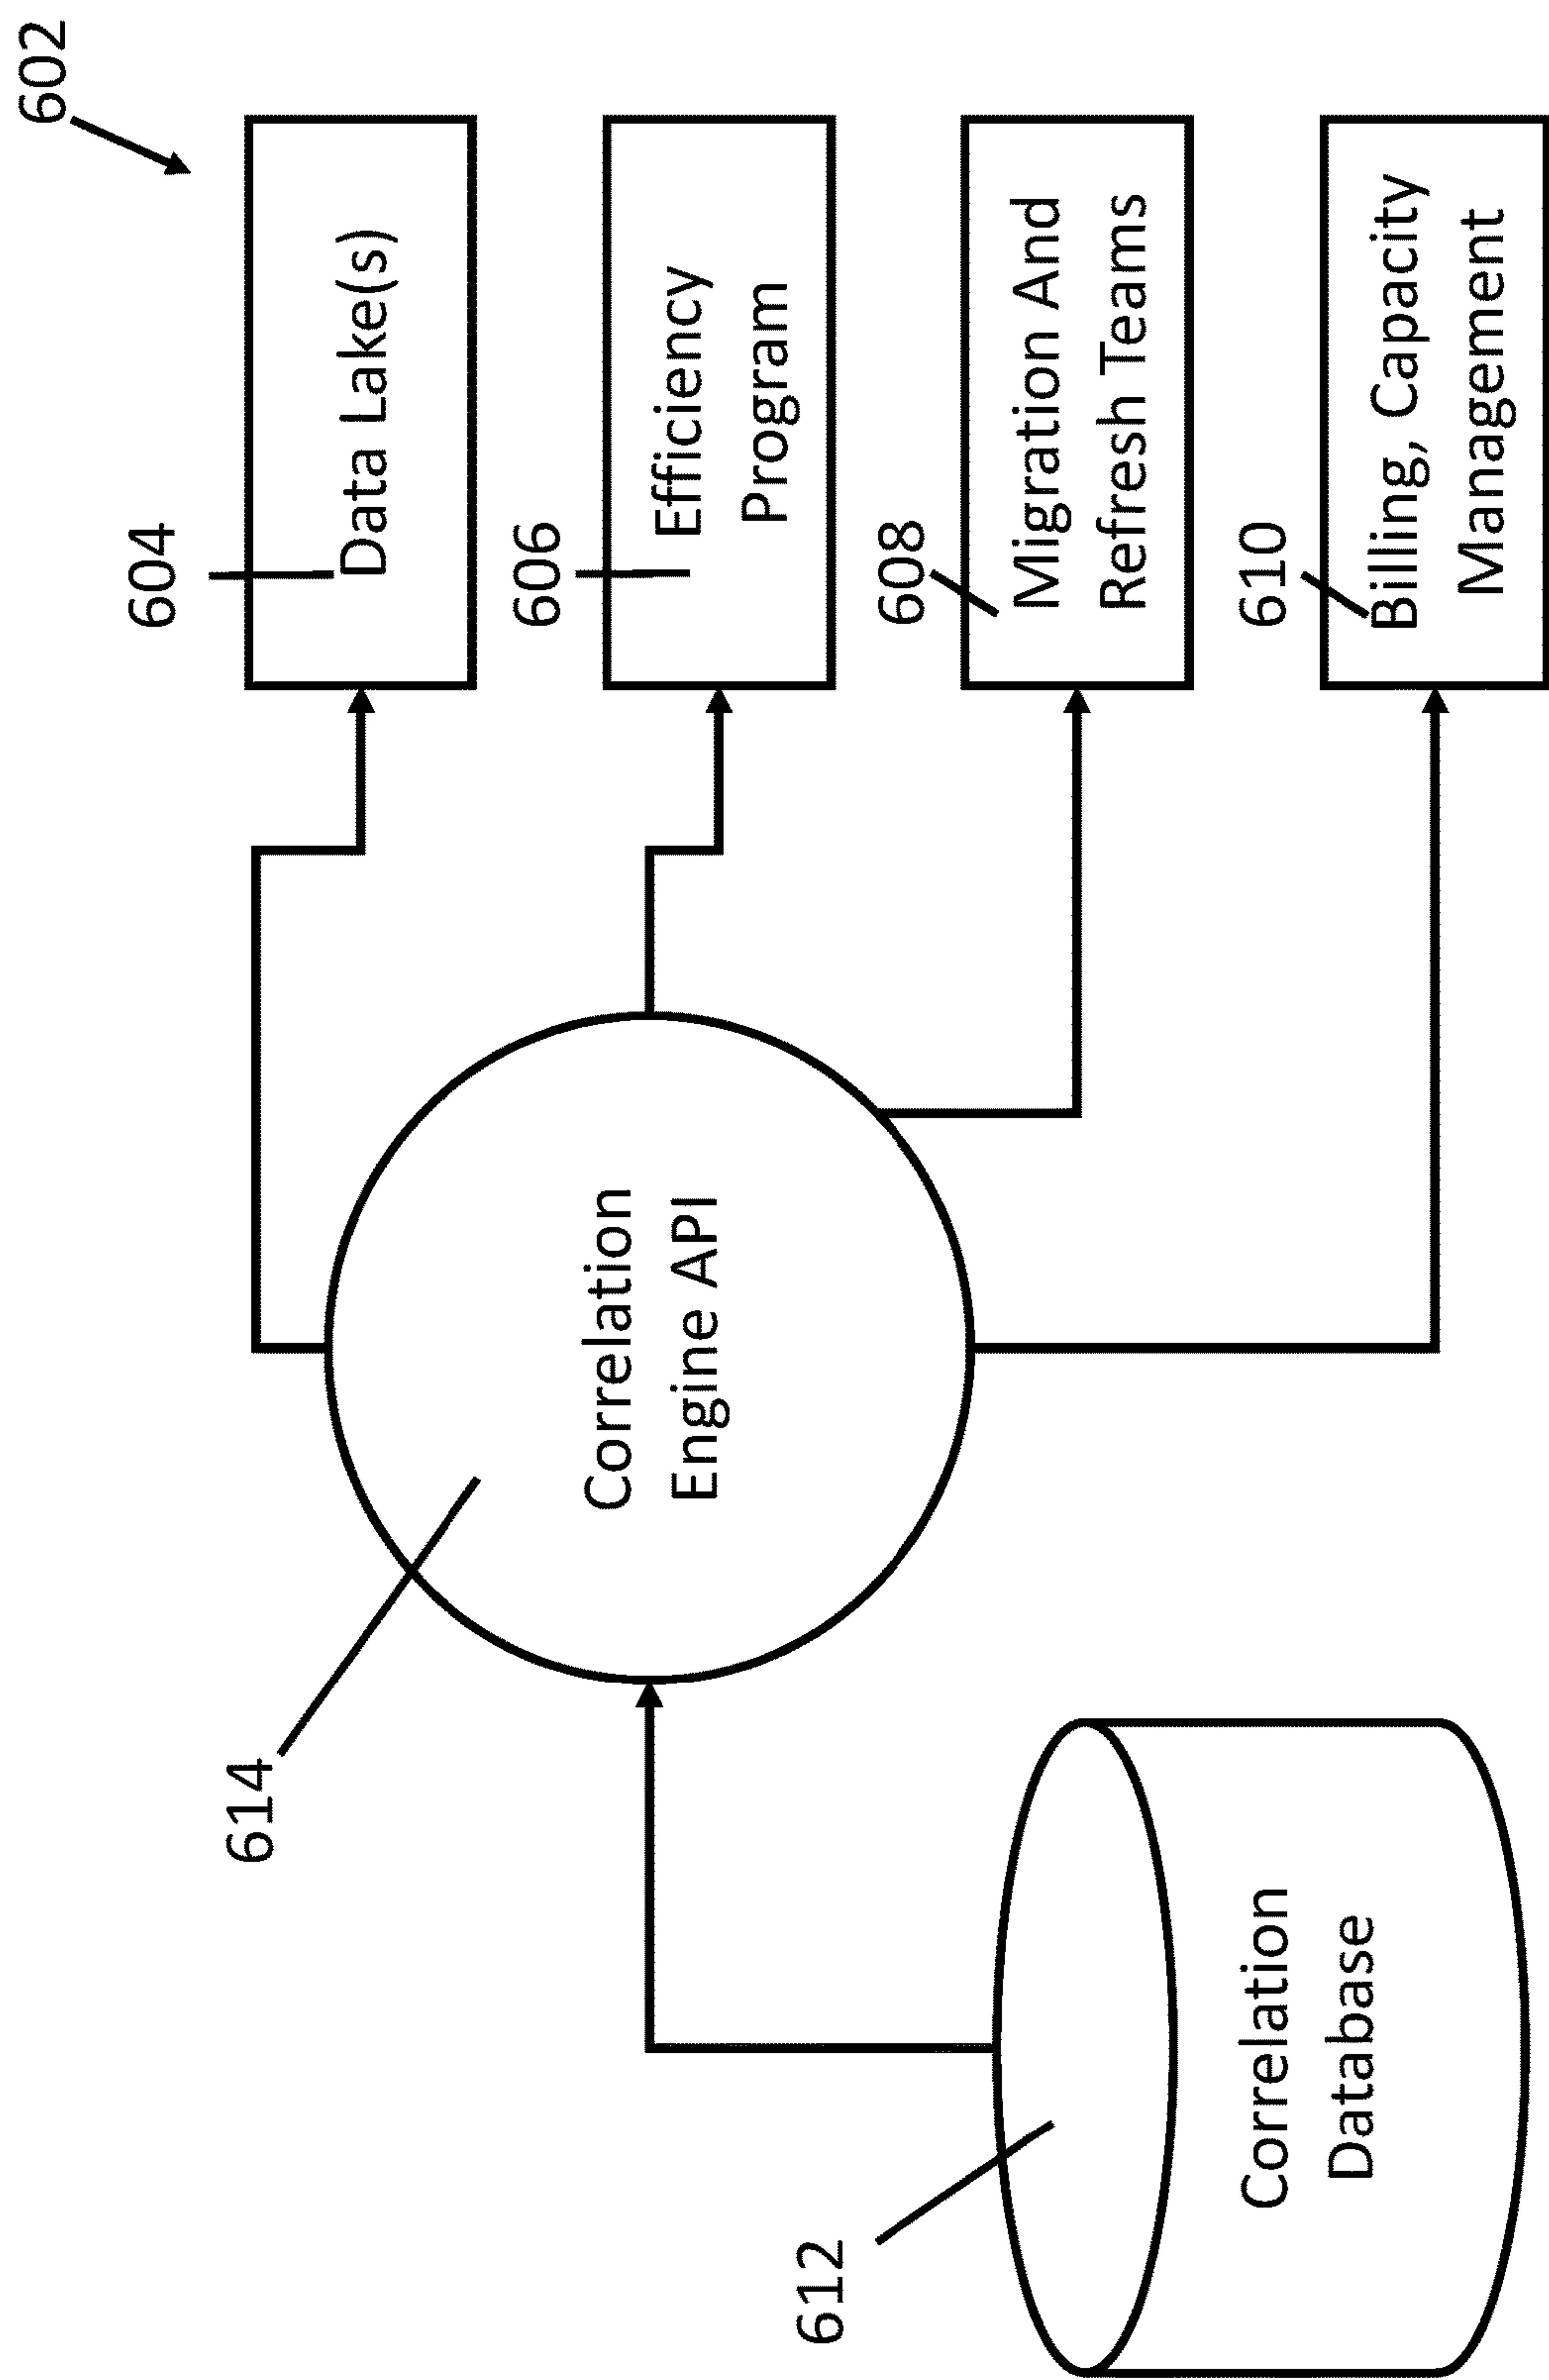 602
604
Data Lake(s)
606
Efficiency
Program
608
Migration And
Refresh Teams
610
Billing, Capacity
Management
614
Correlation
Engine API
612
Correlation
Database